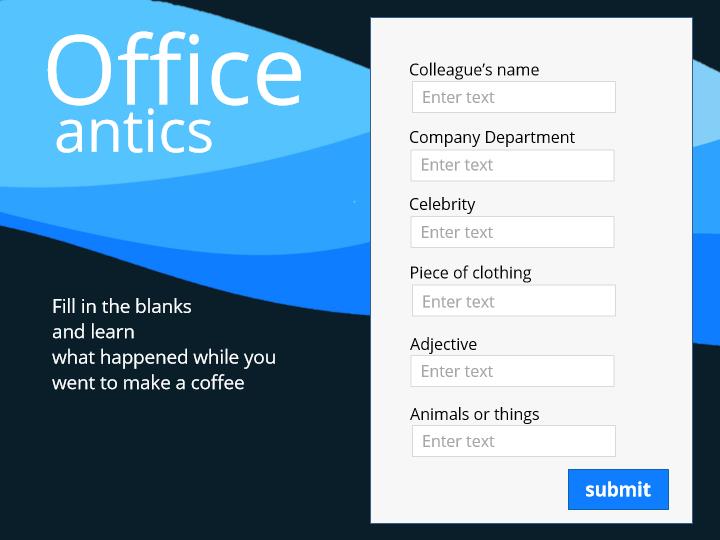 Office
antics
Fill in the blanks
and learn
what happened while you
went to make a coffee
Colleague’s name
Enter text
Company Department
Enter text
Celebrity
Enter text
Piece of clothing
Enter text
Adjective
Enter text
Animals or things
Enter text
submit